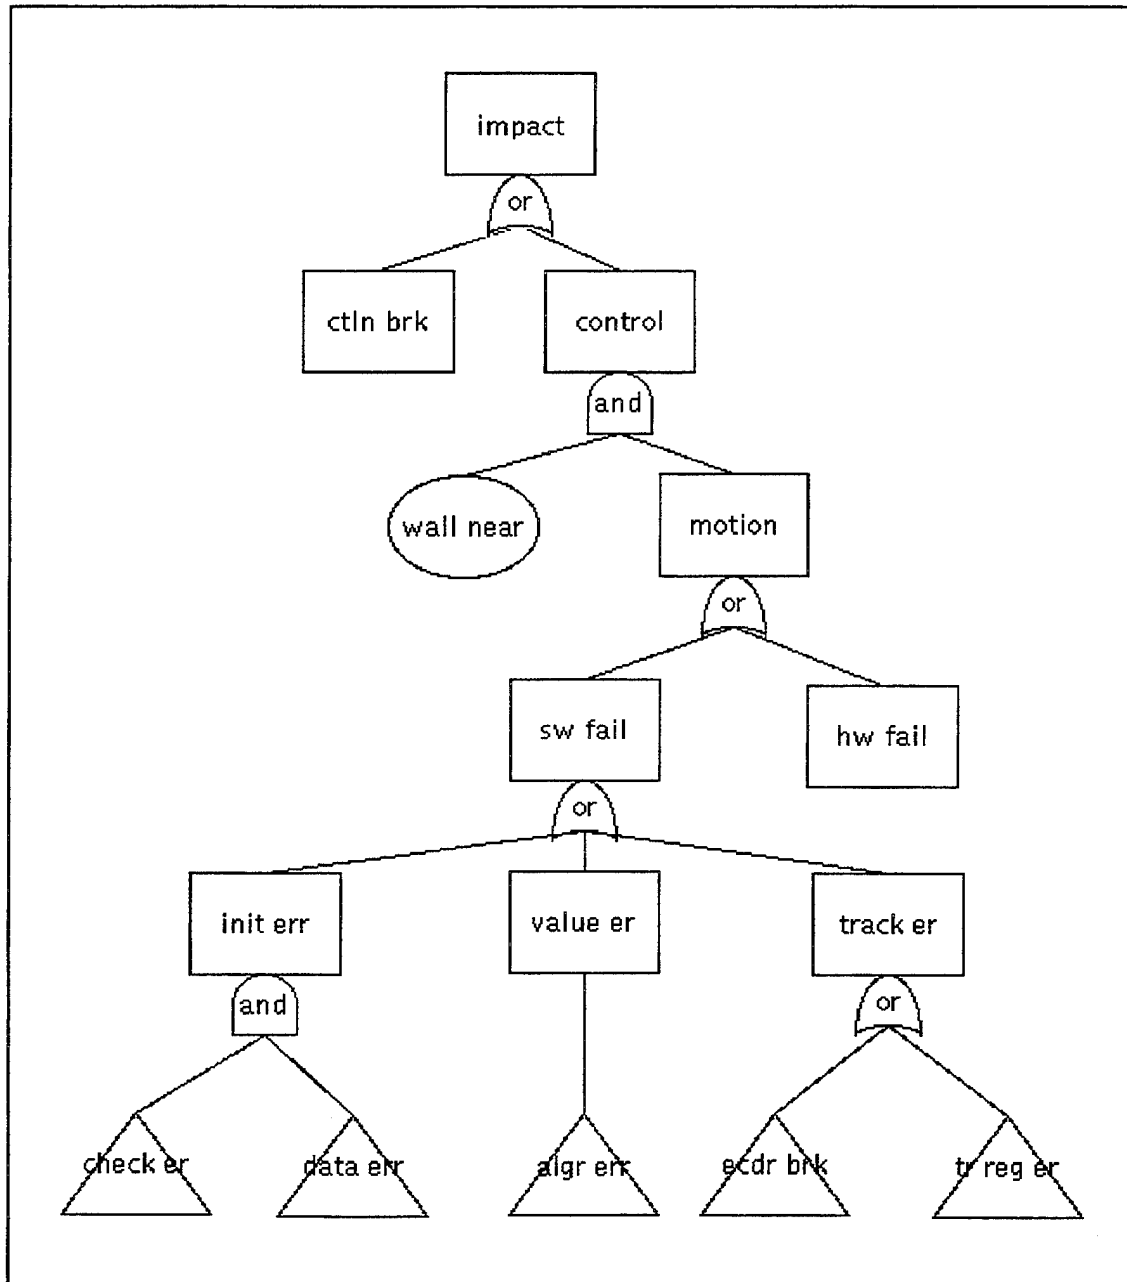 impact
or
ctln brk
control
and
wall near
motion
or
sw fail
hw fail
or
init err
value er
track er
and
or
check er
data err
algr err
ecdr brk
tr reg er